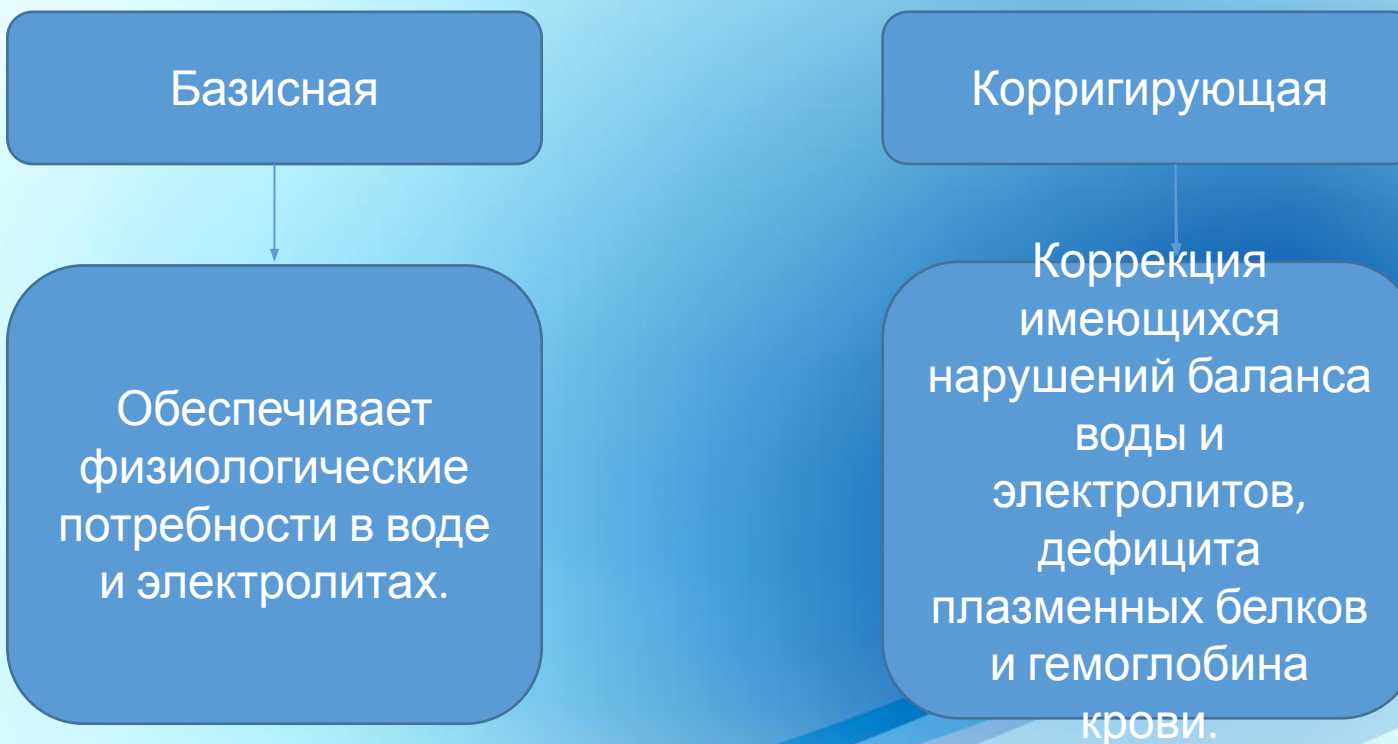 Базисная
Обеспечивает
физиологические
потребности в воде
и электролитах.
Корригирующая
Коррекция
имеющихся
нарушений баланса
воды и
электролитов,
дефицита
плазменных белков
и гемоглобина
крови.